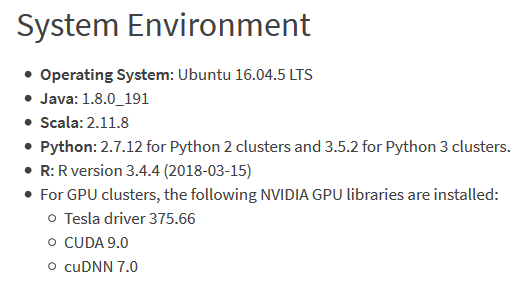 System Environment
Operating System: Ubuntu 16.04.5 LTS
Java: 1.8.0_191
Scala: 2.11.8
Python: 2.7.12 for Python 2 clusters and 3.5.2 for Python 3 clusters.
R: R version 3.4.4 (2018-03-15)
For GPU clusters, the following NVIDIA GPU libraries are installed:
Tesla driver 375.66
CUDA 9.0
cuDNN 7.0